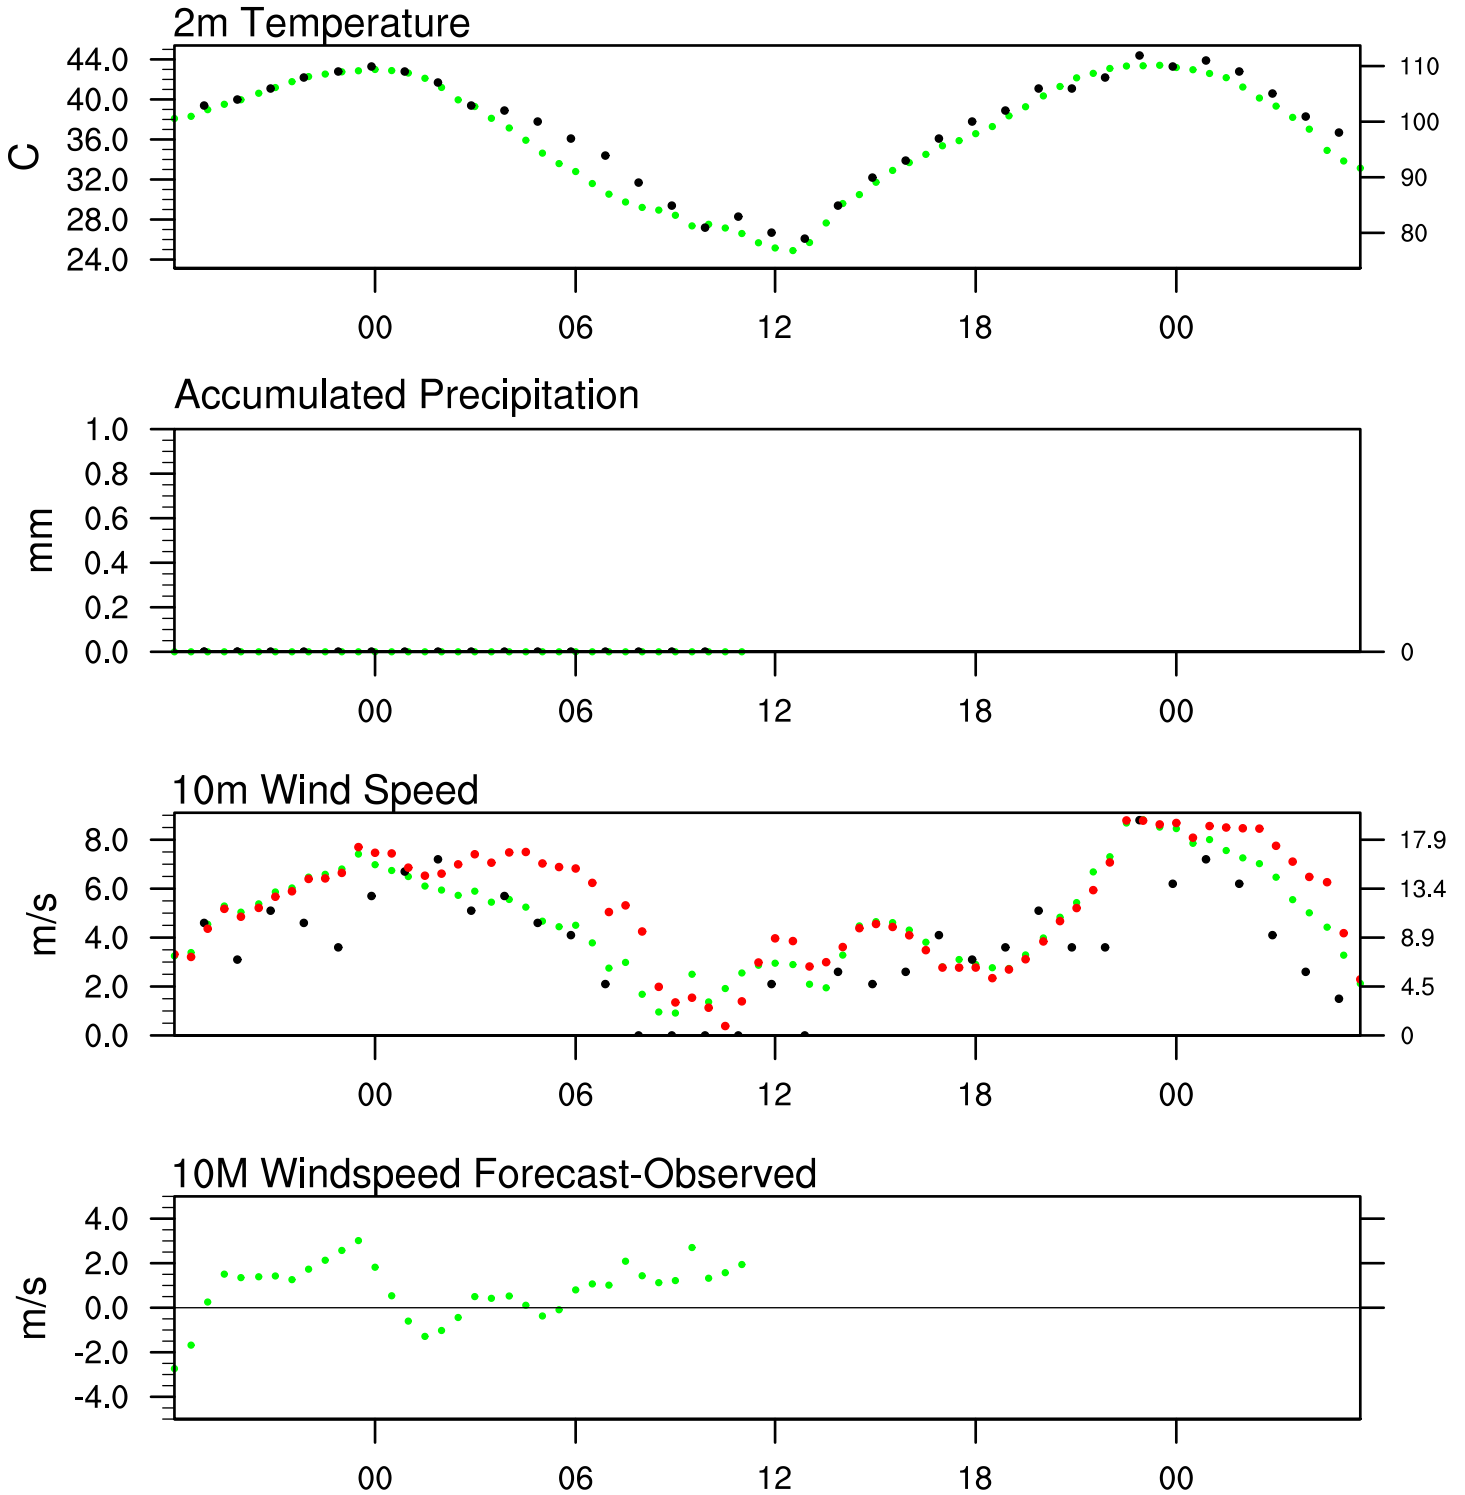 2m Temperature
44.0
40.0
36.0
32.0
28.0
24.0
C
110
100
90
80
00 06 12 18 00
Accumulated Precipitation
1.0
0.8
0.6
0.4
0.2
0.0
mm
0
00 06 12 18 00
10m Wind Speed
8.0
6.0
4.0
2.0
0.0
m/s
17.9
13.4
8.9
4.5
0
00 06 12 18 00
10M Windspeed Forecast-Observed
4.0
2.0
0.0
-2.0
-4.0
m/s
00 06 12 18 00